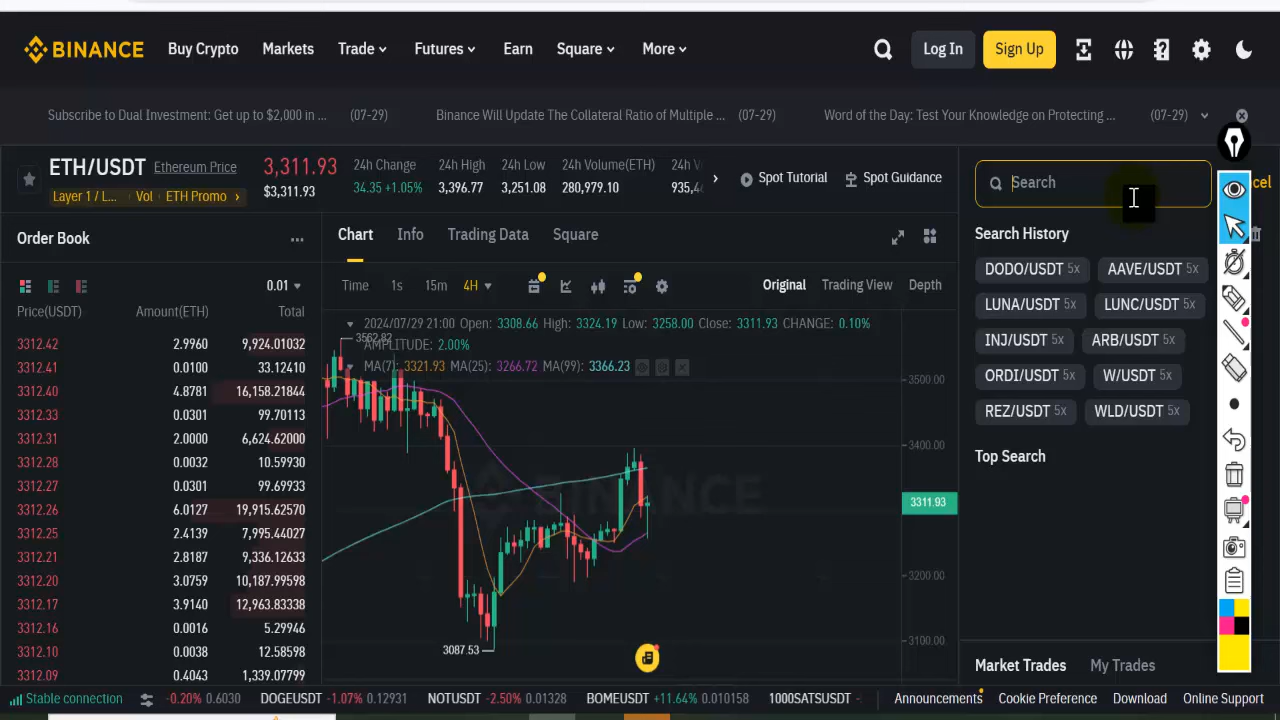 BINANCE Buy Crypto Markets Trade Futures Earn Square More Log In Sign Up
Subscribe to Dual Investment: Get up to $2,000 in ... (07-29) Binance Will Update The Collateral Ratio of Multiple ... (07-29) Word of the Day: Test Your Knowledge on Protecting ... (07-29)
ETH/USDT Ethereum Price
Layer 1 / L... Vol ETH Promo
3,311.93
$3,311.93
24h Change
34.35 +1.05%
24h High
3,396.77
24h Low
3,251.08
24h Volume(ETH)
280,979.10
24h V
935,4
Spot Tutorial Spot Guidance
Order Book ...
0.01
Price(USDT) Amount(ETH) Total
3312.42 2.9960 9,924.01032
3312.41 0.0100 33.12410
3312.40 4.8781 16,158.21844
3312.33 0.0301 99.70113
3312.31 2.0000 6,624.62000
3312.28 0.0032 10.59930
3312.27 0.0301 99.69933
3312.26 6.0127 19,915.62570
3312.25 2.4139 7,995.44027
3312.21 2.8187 9,336.12633
3312.20 3.0759 10,187.99598
3312.17 3.9140 12,963.83338
3312.16 0.0016 5.29946
3312.10 0.0038 12.58598
3312.09 0.4043 1,339.07799
Chart Info Trading Data Square
Time 1s 15m 4H Original Trading View Depth
2024/07/29 21:00 Open: 3308.66 High: 3324.19 Low: 3258.00 Close: 3311.93 CHANGE: 0.10%
AMPLITUDE: 2.00%
MA(7): 3321.93 MA(25): 3266.72 MA(99): 3366.23
3500.00
3400.00
3311.93
3200.00
3100.00
3087.53
BINANCE
Search cel
Search History
DODO/USDT 5x AAVE/USDT 5x
LUNA/USDT 5x LUNC/USDT 5x
INJ/USDT 5x ARB/USDT 5x
ORDI/USDT 5x W/USDT 5x
REZ/USDT 5x WLD/USDT 5x
Top Search
Market Trades My Trades
Stable connection -0.20% 0.6030 DOGEUSDT -1.07% 0.12931 NOTUSDT -2.50% 0.01328 BOMEUSDT +11.64% 0.010158 1000SATSUSDT - Announcements Cookie Preference Download Online Support